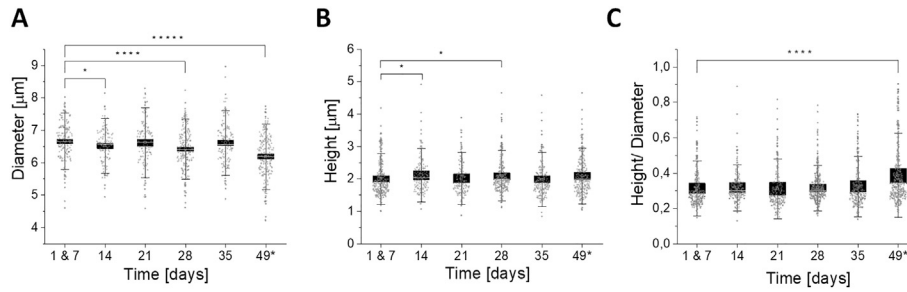 A
* * * * *
* * * *
*
Diameter [µm]
8
7
6
5
4
1 & 7 14 21 28 35 49*
Time [days]
B
*
*
Height [µm]
6
5
4
3
2
1
0
1 & 7 14 21 28 35 49*
Time [days]
C
* * * *
Height/ Diameter
1,0
0,8
0,6
0,4
0,2
0,0
1 & 7 14 21 28 35 49*
Time [days]